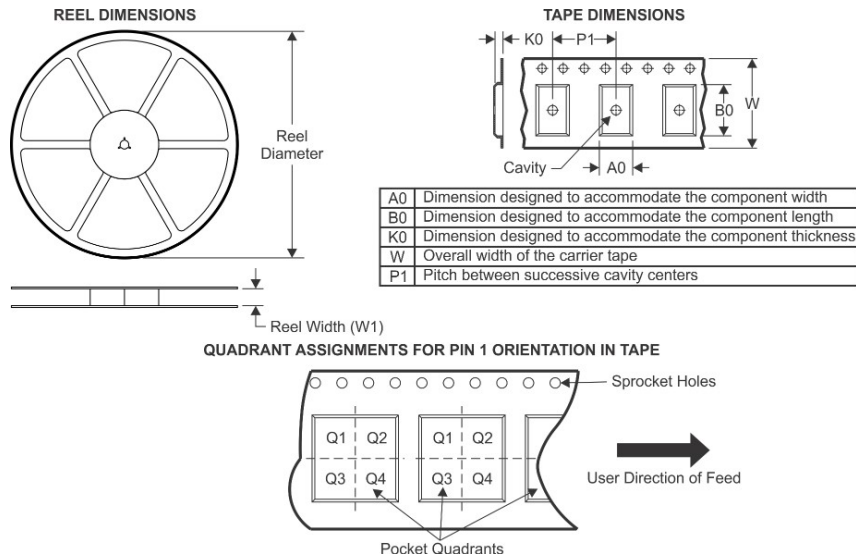 REEL DIMENSIONS
Reel
Diameter
Reel Width (W1)
TAPE DIMENSIONS
K0
P1
B0
W
Cavity
A0
A0 Dimension designed to accommodate the component width
B0 Dimension designed to accommodate the component length
K0 Dimension designed to accommodate the component thickness
W Overall width of the carrier tape
P1 Pitch between successive cavity centers
QUADRANT ASSIGNMENTS FOR PIN 1 ORIENTATION IN TAPE
Sprocket Holes
Q1 Q2 Q1 Q2
Q3 Q4 Q3 Q4
User Direction of Feed
Pocket Quadrants